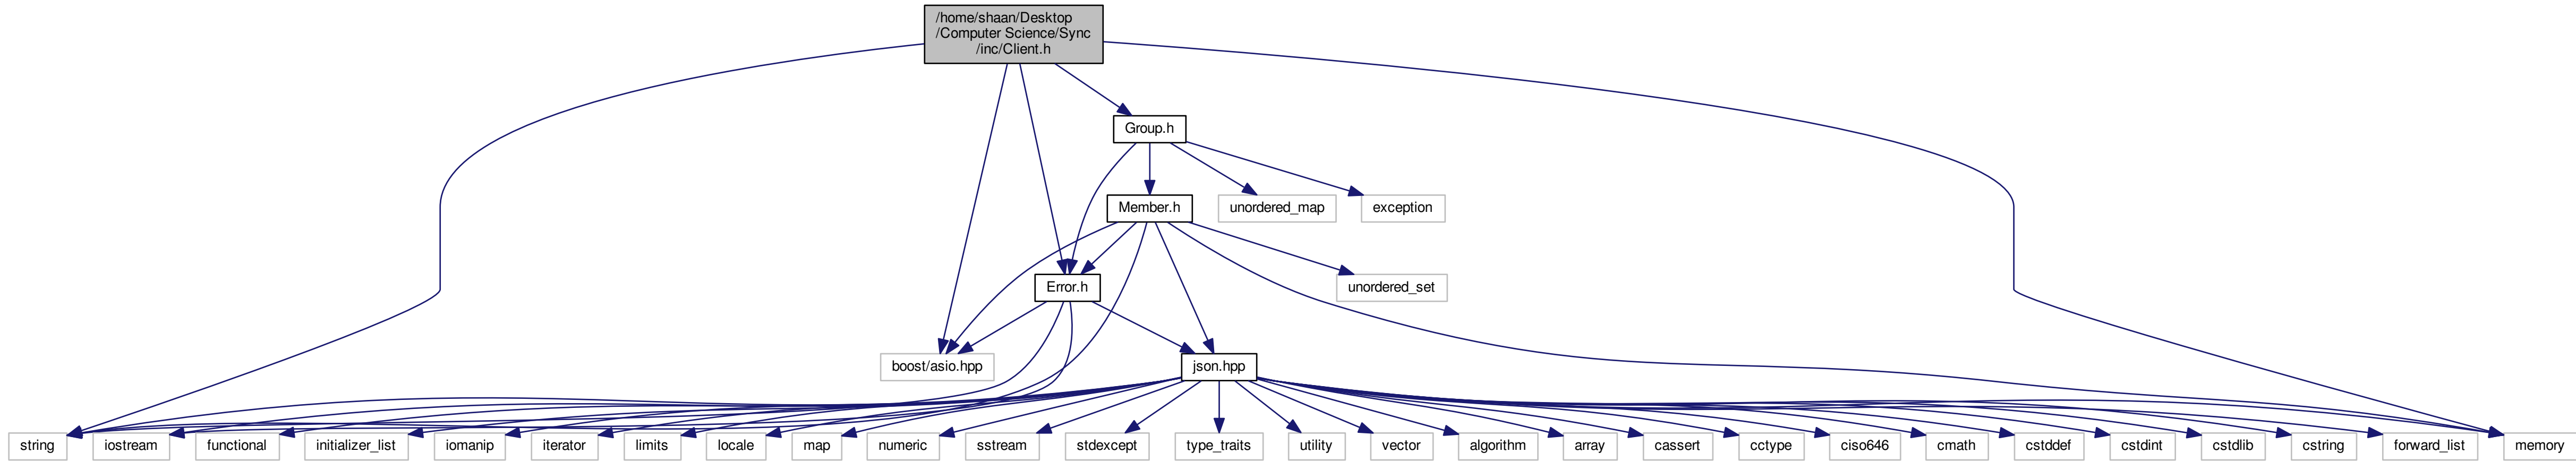 /home/shaan/Desktop
/Computer Science/Sync
/inc/Client.h
Group.h
Member.h
unordered_map
exception
Error.h
unordered_set
boost/asio.hpp
json.hpp
string
iostream
functional
initializer_list
iomanip
iterator
limits
locale
map
numeric
sstream
stdexcept
type_traits
utility
vector
algorithm
array
cassert
cctype
ciso646
cmath
cstddef
cstdint
cstdlib
cstring
forward_list
memory